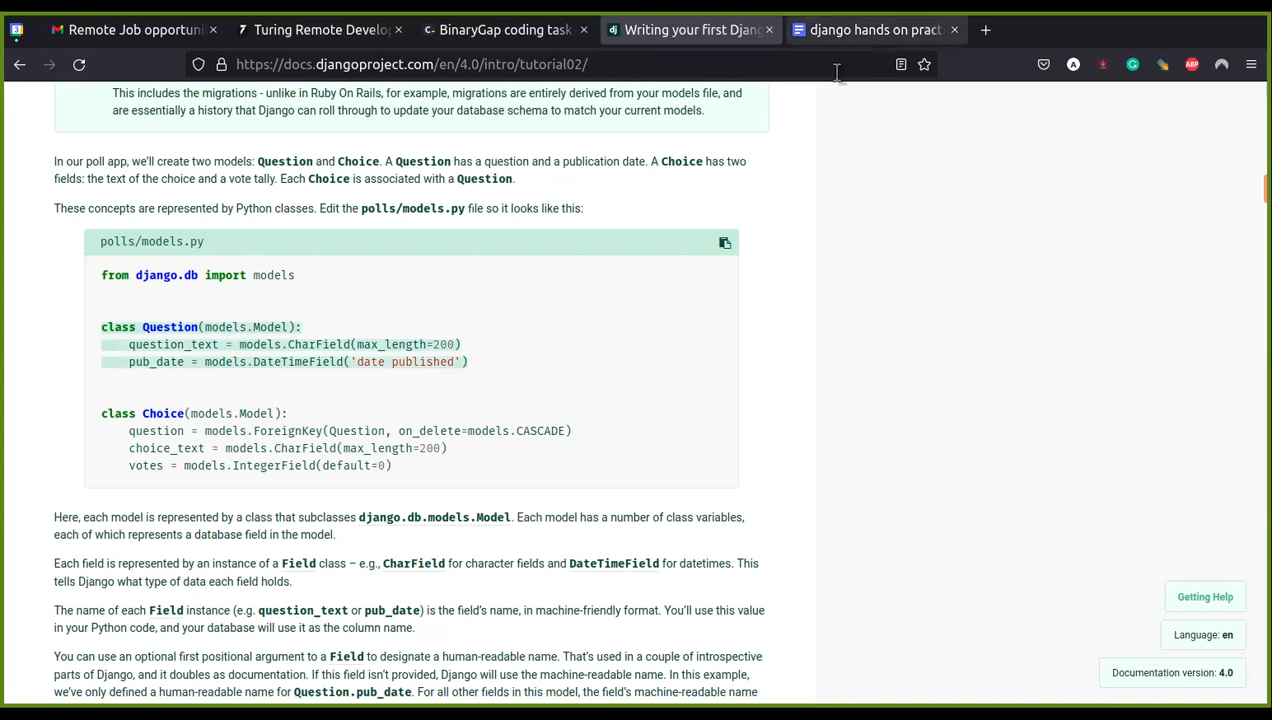 Remote Job opportuni
Turing Remote Develo
BinaryGap coding task
Writing your first Djang
django hands on pract
https://docs.djangoproject.com/en/4.0/intro/tutorial02/
This includes the migrations - unlike in Ruby On Rails, for example, migrations are entirely derived from your models file, and
are essentially a history that Django can roll through to update your database schema to match your current models.
In our poll app, we'll create two models: Question and Choice. A Question has a question and a publication date. A Choice has two
fields: the text of the choice and a vote tally. Each Choice is associated with a Question.
These concepts are represented by Python classes. Edit the polls/models.py file so it looks like this:
polls/models.py
from django.db import models
class Question(models.Model):
question_text = models.CharField(max_length=200)
pub_date = models.DateTimeField('date published')
class Choice(models.Model):
question = models.ForeignKey(Question, on_delete=models.CASCADE)
choice_text = models.CharField(max_length=200)
votes = models.IntegerField(default=0)
Here, each model is represented by a class that subclasses django.db.models.Model. Each model has a number of class variables,
each of which represents a database field in the model.
Each field is represented by an instance of a Field class – e.g., CharField for character fields and DateTimeField for datetimes. This
tells Django what type of data each field holds.
The name of each Field instance (e.g. question_text or pub_date) is the field's name, in machine-friendly format. You'll use this value
in your Python code, and your database will use it as the column name.
You can use an optional first positional argument to a Field to designate a human-readable name. That's used in a couple of introspective
parts of Django, and it doubles as documentation. If this field isn't provided, Django will use the machine-readable name. In this example,
we've only defined a human-readable name for Question.pub_date. For all other fields in this model, the field's machine-readable name
Getting Help
Language: en
Documentation version: 4.0